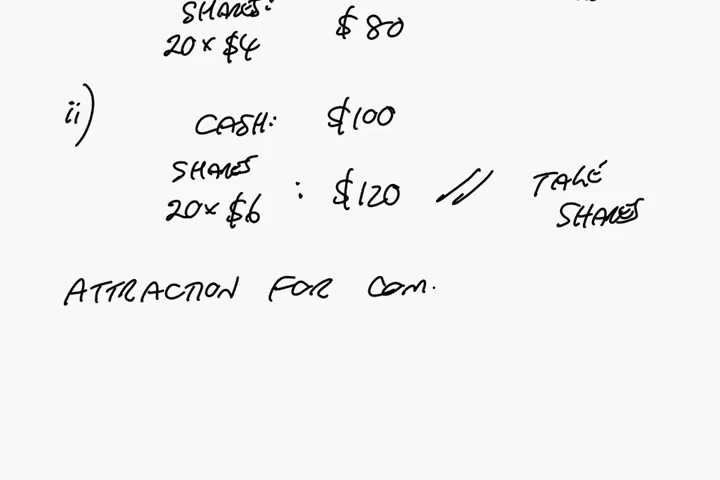 SHARES:
20 x $4 $80
ii) CASH: $100
SHARES
20 x $6 : $120 // TAKE
SHARES
ATTRACTION FOR COM.